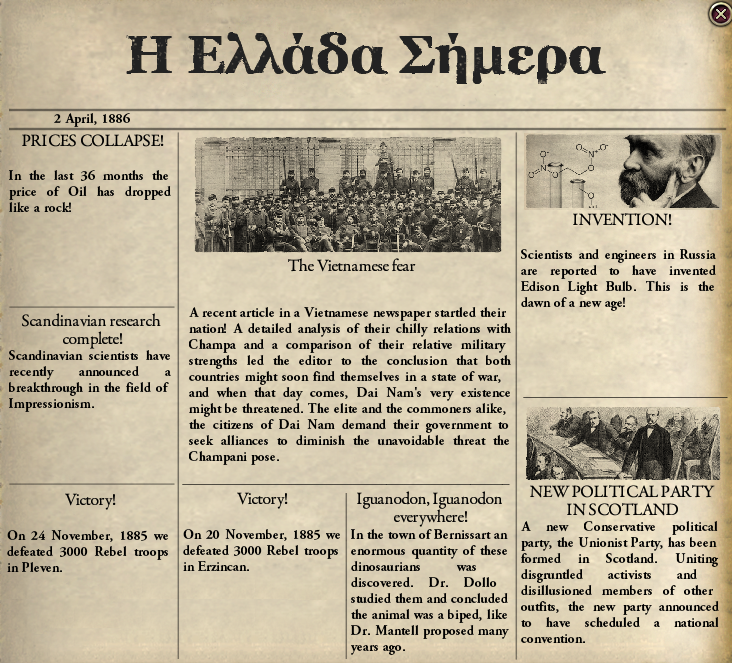 Η Ελλάδα Σήμερα
2 April, 1886
PRICES COLLAPSE!
In the last 36 months the
price of Oil has dropped
like a rock!
Scandinavian research
complete!
Scandinavian scientists have
recently announced a
breakthrough in the field of
Impressionism.
The Vietnamese fear
A recent article in a Vietnamese newspaper startled their
nation! A detailed analysis of their chilly relations with
Champa and a comparison of their relative military
strengths led the editor to the conclusion that both
countries might soon find themselves in a state of war,
and when that day comes, Dai Nam's very existence
might be threatened. The elite and the commoners alike,
the citizens of Dai Nam demand their government to
seek alliances to diminish the unavoidable threat the
Champani pose.
INVENTION!
Scientists and engineers in Russia
are reported to have invented
Edison Light Bulb. This is the
dawn of a new age!
NEW POLITICAL PARTY
IN SCOTLAND
A new Conservative political
party, the Unionist Party, has been
formed in Scotland. Uniting
disgruntled activists and
disillusioned members of other
outfits, the new party announced
to have scheduled a national
convention.
Victory!
On 24 November, 1885 we
defeated 3000 Rebel troops
in Pleven.
Victory!
On 20 November, 1885 we
defeated 3000 Rebel troops
in Erzincan.
Iguanodon, Iguanodon
everywhere!
In the town of Bernissart an
enormous quantity of these
dinosaurians was
discovered. Dr. Dollo
studied them and concluded
the animal was a biped, like
Dr. Mantell proposed many
years ago.